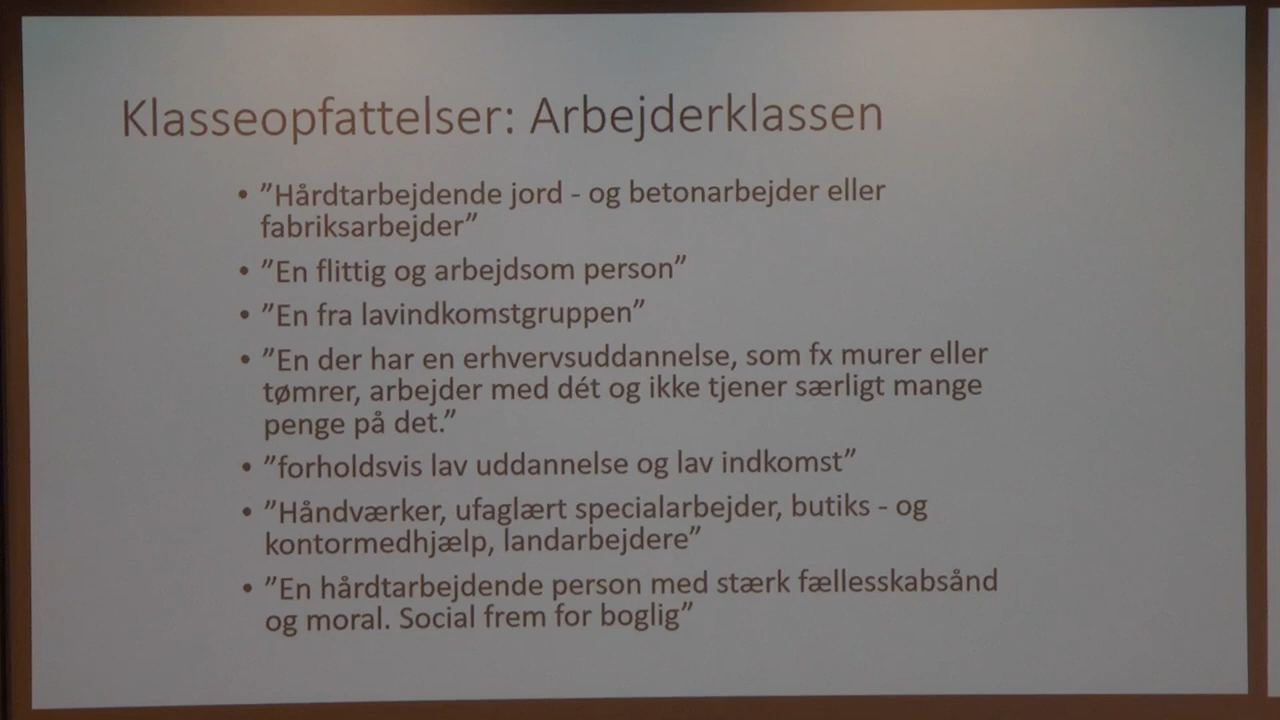 Klasseopfattelser: Arbejderklassen
• ”Hårdtarbejdende jord - og betonarbejder eller
fabriksarbejder”
• ”En flittig og arbejdsom person”
• ”En fra lavindkomstgruppen”
• ”En der har en erhvervsuddannelse, som fx murer eller
tømrer, arbejder med dét og ikke tjener særligt mange
penge på det.”
• ”forholdsvis lav uddannelse og lav indkomst”
• ”Håndværker, ufaglært specialarbejder, butiks - og
kontormedhjælp, landarbejdere”
• ”En hårdtarbejdende person med stærk fællesskabsånd
og moral. Social frem for boglig”